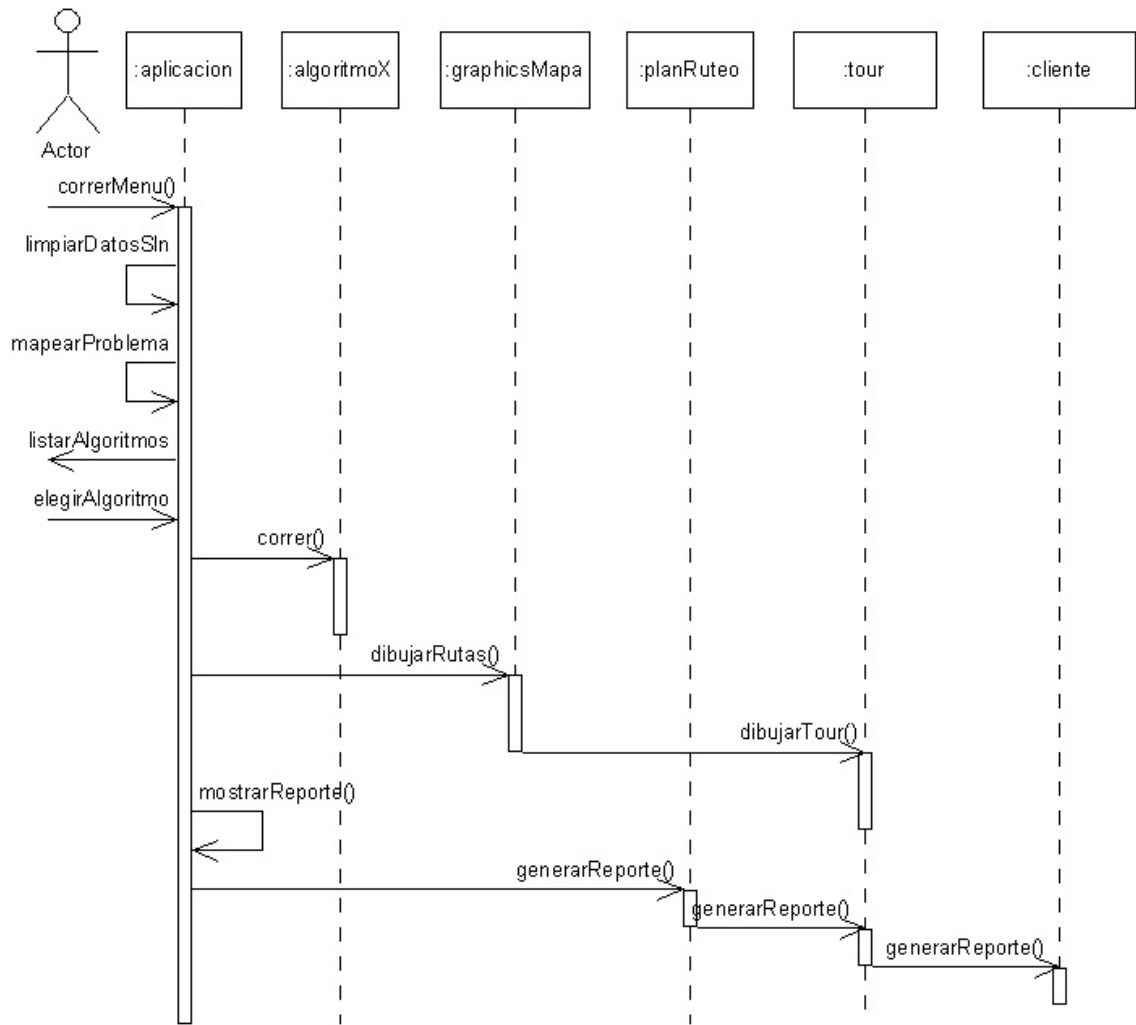 :aplicacion
:algoritmoX
:graphicsMapa
:planRuteo
:tour
:cliente
Actor
correrMenu()
limpiarDatosSln
mapearProblema
listarAlgoritmos
elegirAlgoritmo
correr()
dibujarRutas()
dibujarTour()
mostrarReporte()
generarReporte()
generarReporte()
generarReporte()